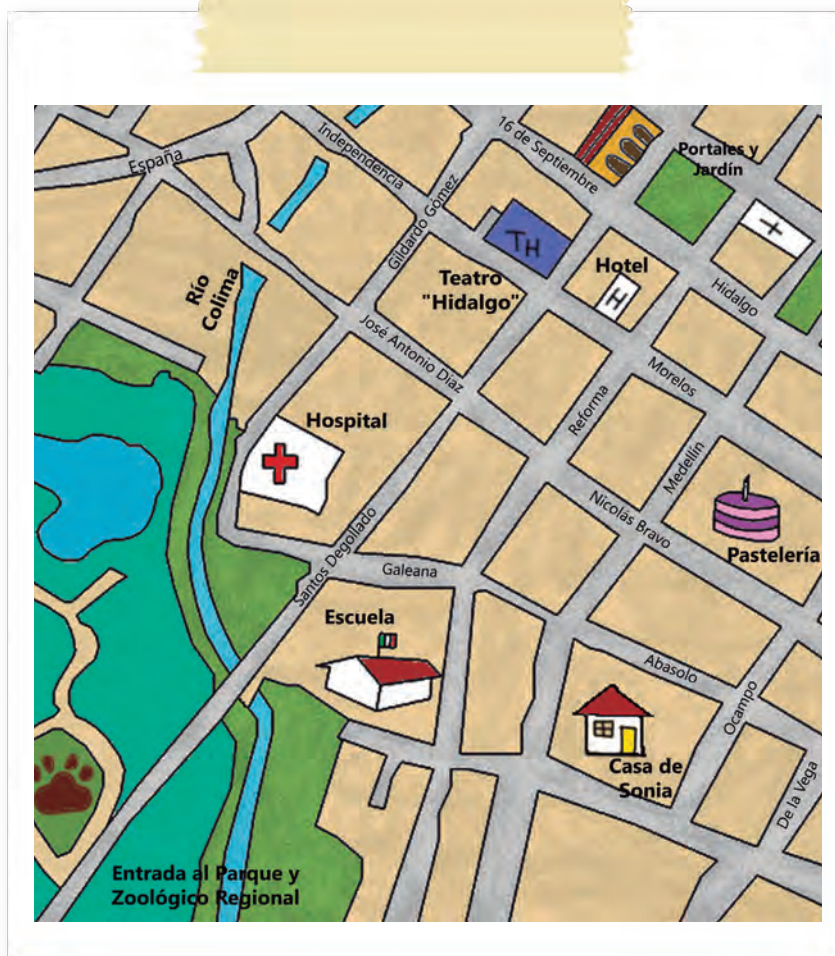 España
Independencia
16 de Septiembre
Portales y
Jardín
Gildardo Gómez
TH
Teatro
"Hidalgo"
Hotel
H
Hidalgo
Río
Colima
José Antonio Díaz
Morelos
Reforma
Medellín
Hospital
Nicolás Bravo
Pastelería
Santos Degollado
Galeana
Escuela
Abasolo
Ocampo
Casa de
Sonia
De la Vega
Entrada al Parque y
Zoológico Regional